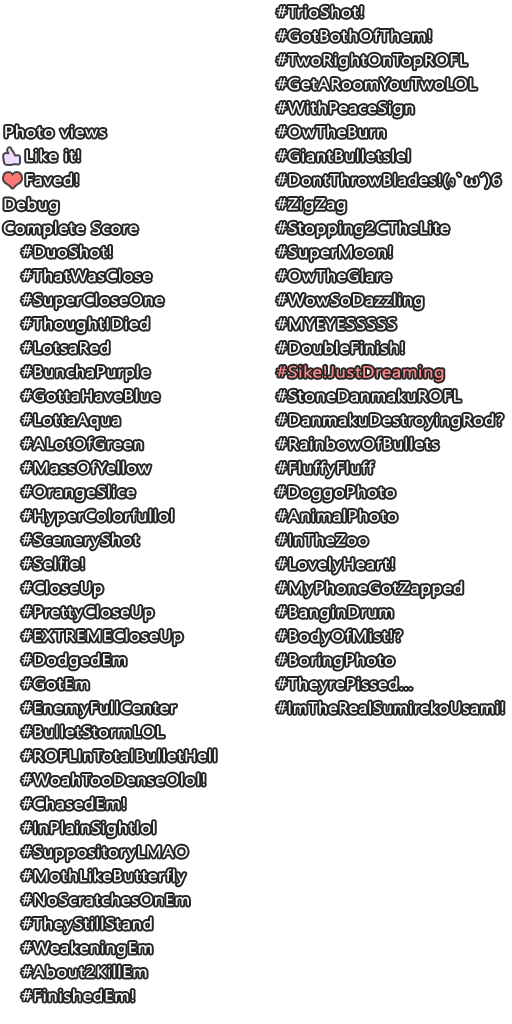 Photo views
Like it!
Faved!
Debug
Complete Score
#DuoShot!
#ThatWasClose
#SuperCloseOne
#ThoughtIDied
#LotsaRed
#BunchaPurple
#GottaHaveBlue
#LottaAqua
#ALotOfGreen
#MassOfYellow
#OrangeSlice
#HyperColorfullol
#SceneryShot
#Selfie!
#CloseUp
#PrettyCloseUp
#EXTREMECloseUp
#DodgedEm
#GotEm
#EnemyFullCenter
#BulletStormLOL
#ROFLInTotalBulletHell
#WoahTooDenseOlol!
#ChasedEm!
#InPlainSightlol
#SuppositoryLMAO
#MothLikeButterfly
#NoScratchesOnEm
#TheyStillStand
#WeakeningEm
#About2KillEm
#FinishedEm!
#TrioShot!
#GotBothOfThem!
#TwoRightOnTopROFL
#GetARoomYouTwoLOL
#WithPeaceSign
#OwTheBurn
#GiantBulletslel
#DontThrowBlades!(ง`ω´)6
#ZigZag
#Stopping2CTheLite
#SuperMoon!
#OwTheGlare
#WowSoDazzling
#MYEYESSSSS
#DoubleFinish!
#Sike!JustDreaming
#StoneDanmakuROFL
#DanmakuDestroyingRod?
#RainbowOfBullets
#FluffyFluff
#DoggoPhoto
#AnimalPhoto
#InTheZoo
#LovelyHeart!
#MyPhoneGotZapped
#BanginDrum
#BodyOfMist!?
#BoringPhoto
#TheyrePissed...
#ImTheRealSumirekoUsami!